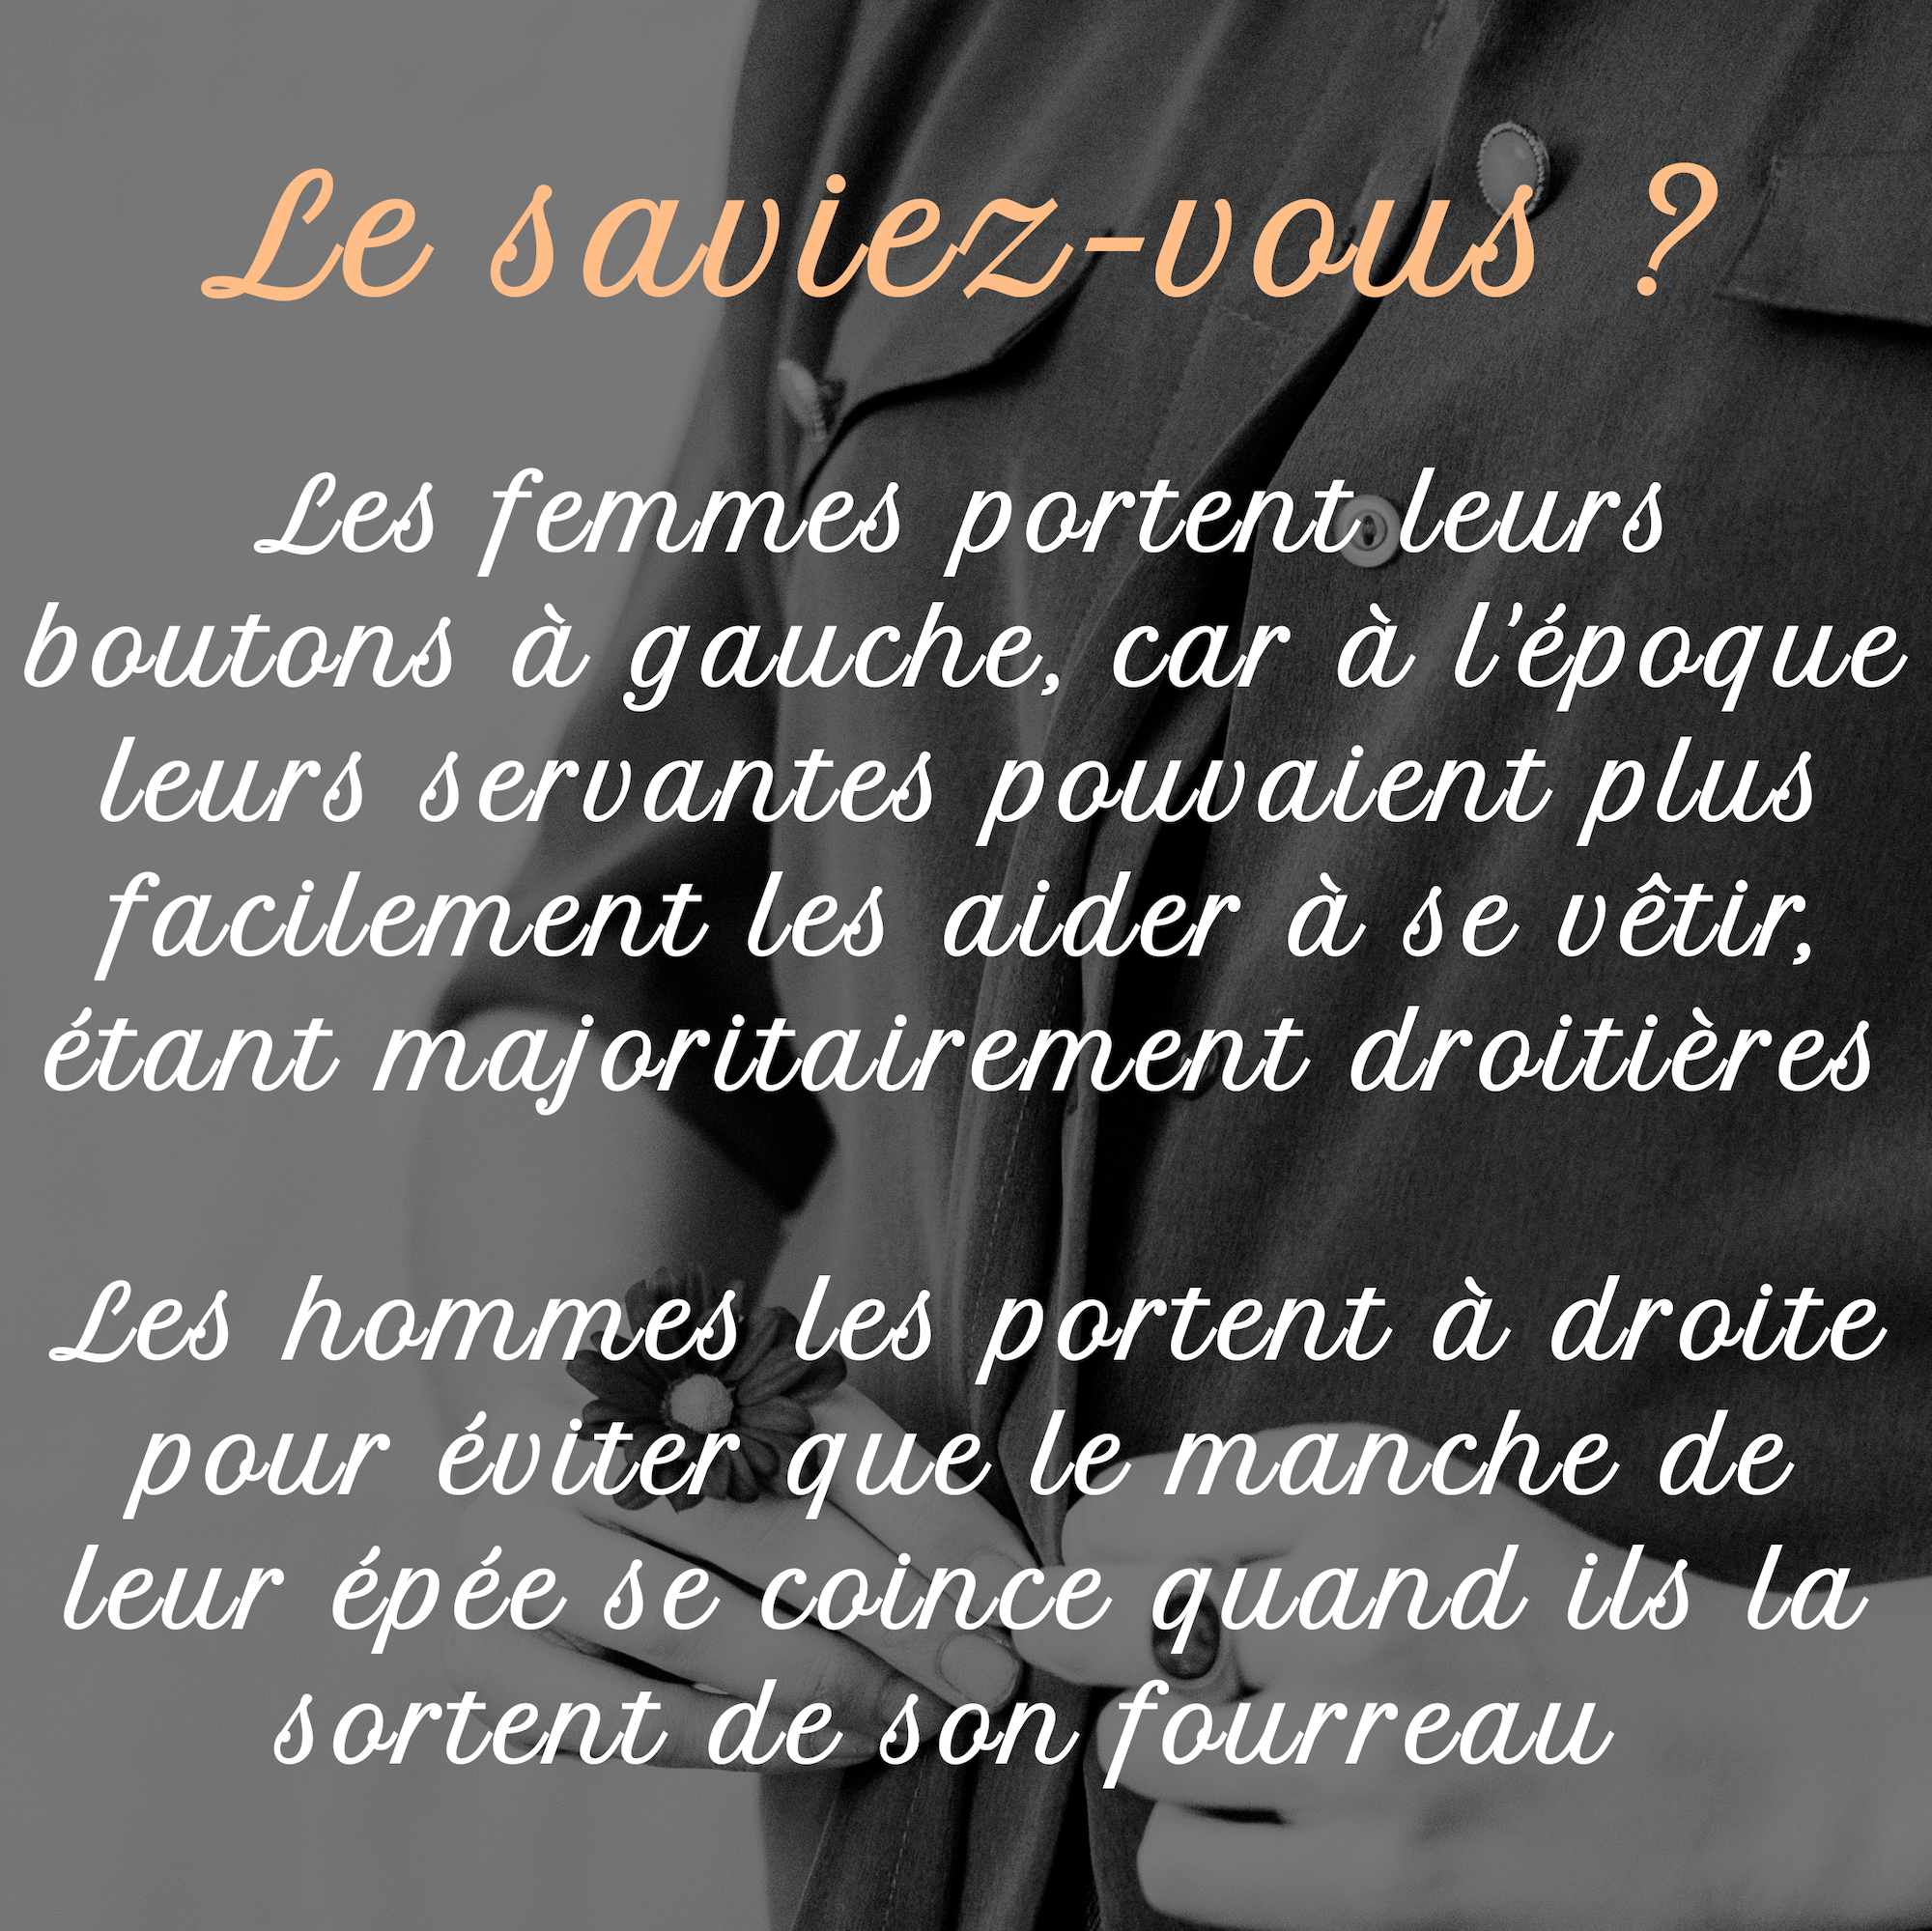 Le saviez-vous ?
Les femmes portent leurs
boutons à gauche, car à l'époque
leurs servantes pouvaient plus
facilement les aider à se vêtir,
étant majoritairement droitières
Les hommes les portent à droite
pour éviter que le manche de
leur épée se coince quand ils la
sortent de son fourreau